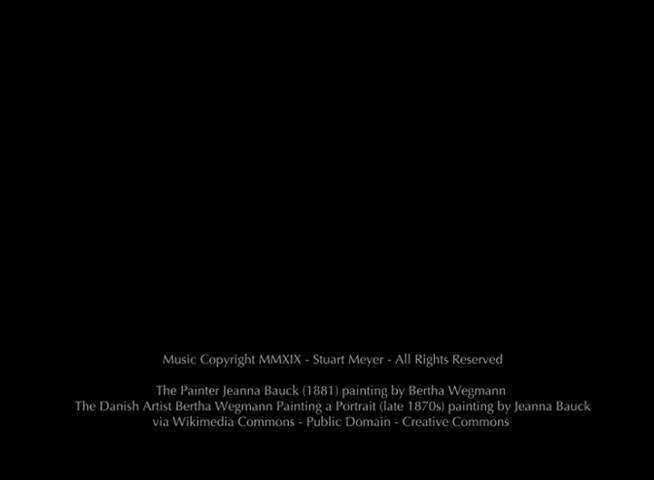 Music Copyright MMXIX - Stuart Meyer - All Rights Reserved
The Painter Jeanna Bauck (1881) painting by Bertha Wegmann
The Danish Artist Bertha Wegmann Painting a Portrait (late 1870s) painting by Jeanna Bauck
via Wikimedia Commons - Public Domain - Creative Commons